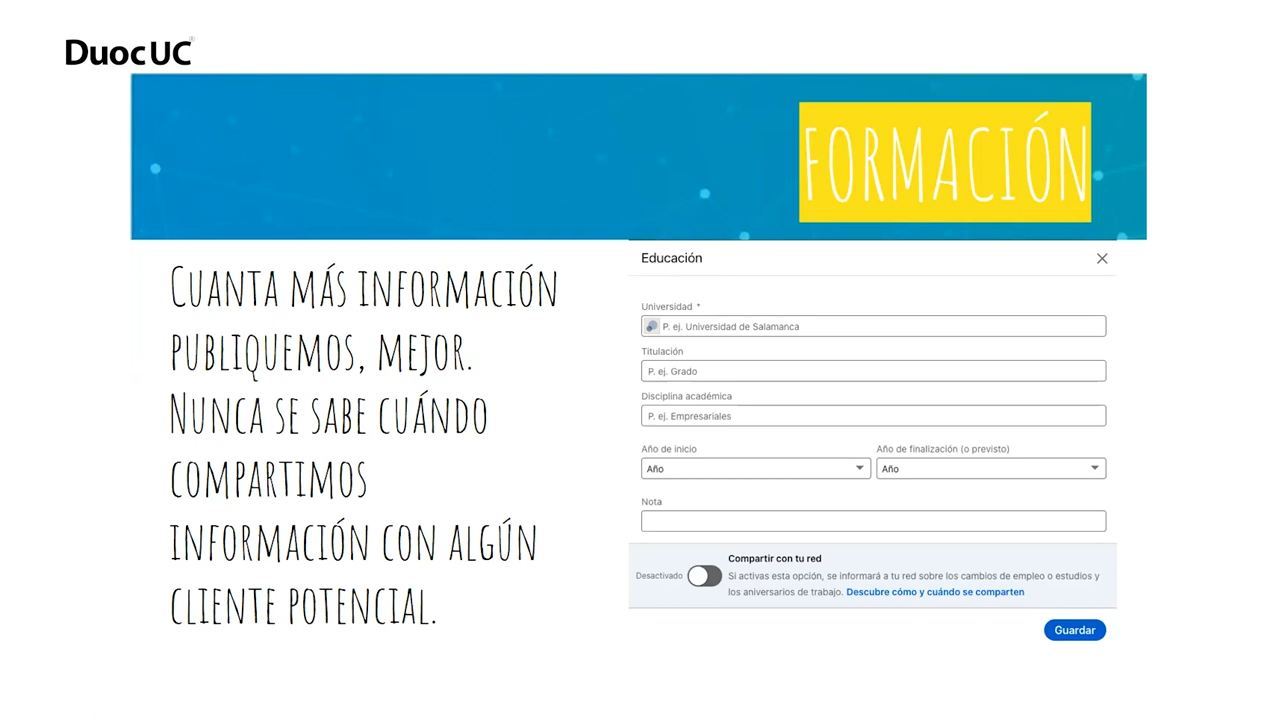 DuocUC
FORMACIÓN
CUANTA MÁS INFORMACIÓN
PUBLIQUEMOS, MEJOR.
NUNCA SE SABE CUÁNDO
COMPARTIMOS
INFORMACIÓN CON ALGÚN
CLIENTE POTENCIAL.
Educación
Universidad *
P. ej. Universidad de Salamanca
Titulación
P. ej. Grado
Disciplina académica
P. ej. Empresariales
Año de inicio
Año de finalización (o previsto)
Año
Año
Nota
Compartir con tu red
Desactivado
Si activas esta opción, se informará a tu red sobre los cambios de empleo o estudios y
los aniversarios de trabajo. Descubre cómo y cuándo se comparten
Guardar